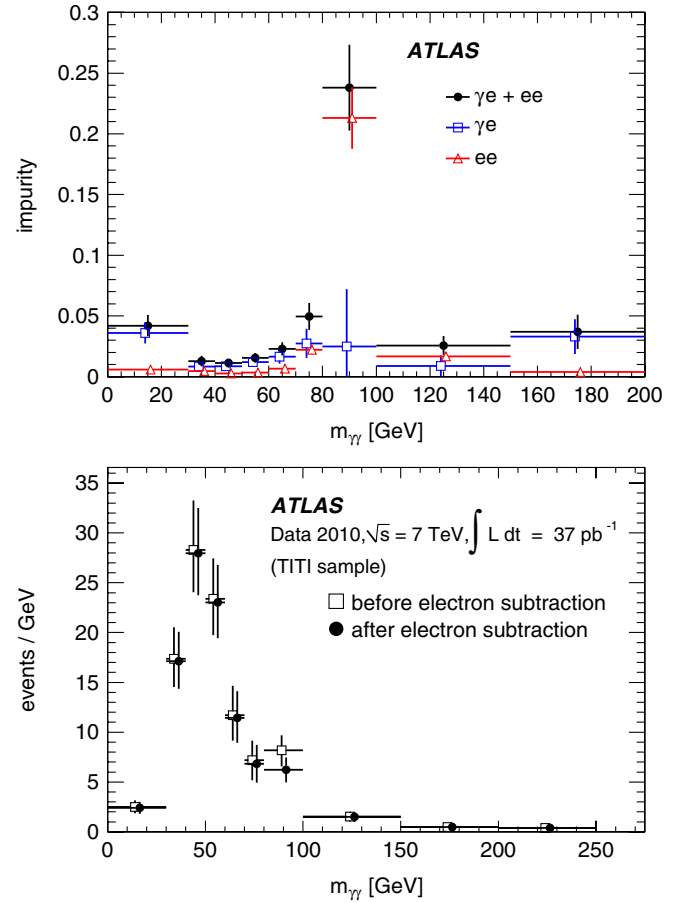 0.3
0.25
0.2
0.15
0.1
0.05
0
impurity
ATLAS
γe + ee
γe
ee
0 20 40 60 80 100 120 140 160 180 200
mγγ [GeV]
35
30
25
20
15
10
5
0
events / GeV
ATLAS
Data 2010,√s = 7 TeV,∫ L dt = 37 pb⁻¹
(TITI sample)
before electron subtraction
after electron subtraction
0 50 100 150 200 250
mγγ [GeV]